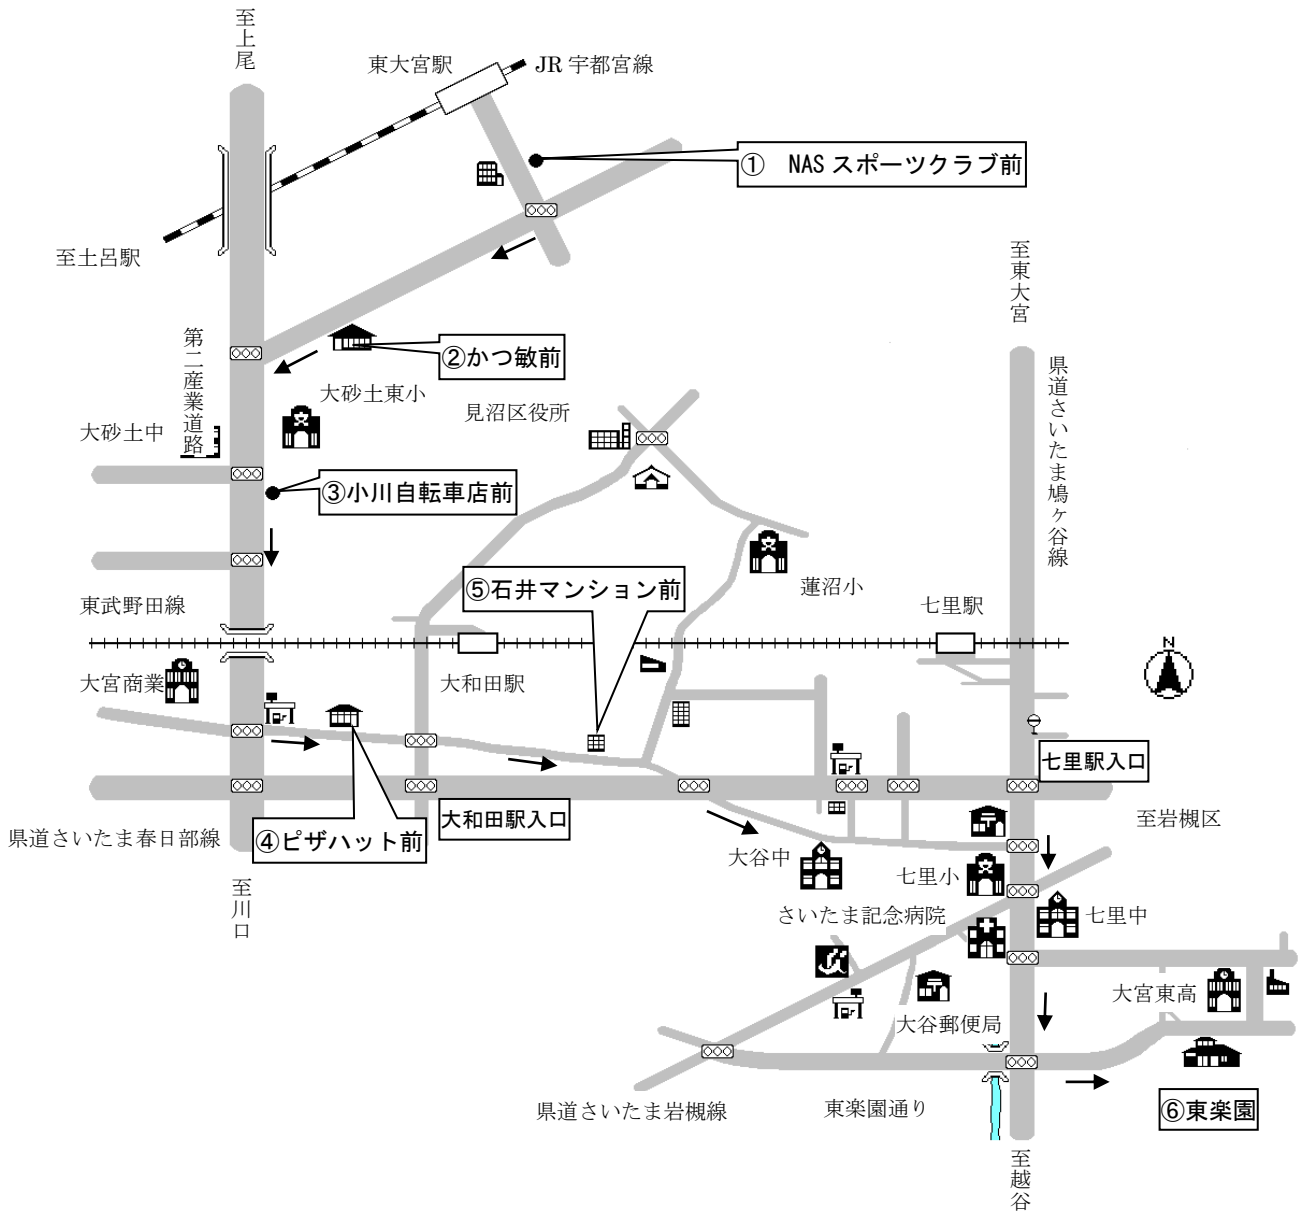 至上尾
東大宮駅
JR 宇都宮線
① NAS スポーツクラブ前
至土呂駅
至東大宮
第二産業道路
②かつ敏前
大砂土東小
見沼区役所
県道さいたま鳩ヶ谷線
大砂土中
③小川自転車店前
⑤石井マンション前
蓮沼小
七里駅
東武野田線
N
大宮商業
大和田駅
七里駅入口
県道さいたま春日部線
④ピザハット前
大和田駅入口
至岩槻区
大谷中
七里小
至川口
さいたま記念病院
七里中
大宮東高
大谷郵便局
県道さいたま岩槻線
東楽園通り
⑥東楽園
至越谷